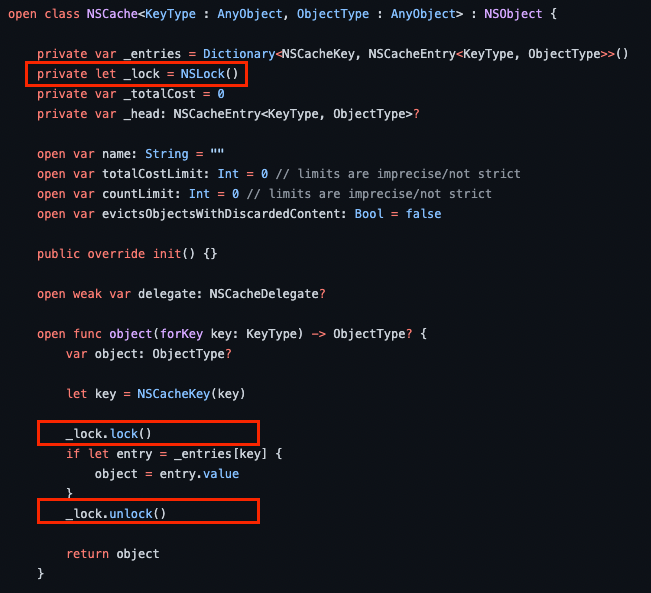 open class NSCache<KeyType : AnyObject, ObjectType : AnyObject> : NSObject {
private var _entries = Dictionary<NSCacheKey, NSCacheEntry<KeyType, ObjectType>>()
private let _lock = NSLock()
private var _totalCost = 0
private var _head: NSCacheEntry<KeyType, ObjectType>?
open var name: String = ""
open var totalCostLimit: Int = 0 // limits are imprecise/not strict
open var countLimit: Int = 0 // limits are imprecise/not strict
open var evictsObjectsWithDiscardedContent: Bool = false
public override init() {}
open weak var delegate: NSCacheDelegate?
open func object(forKey key: KeyType) -> ObjectType? {
var object: ObjectType?
let key = NSCacheKey(key)
_lock.lock()
if let entry = _entries[key] {
object = entry.value
}
_lock.unlock()
return object
}